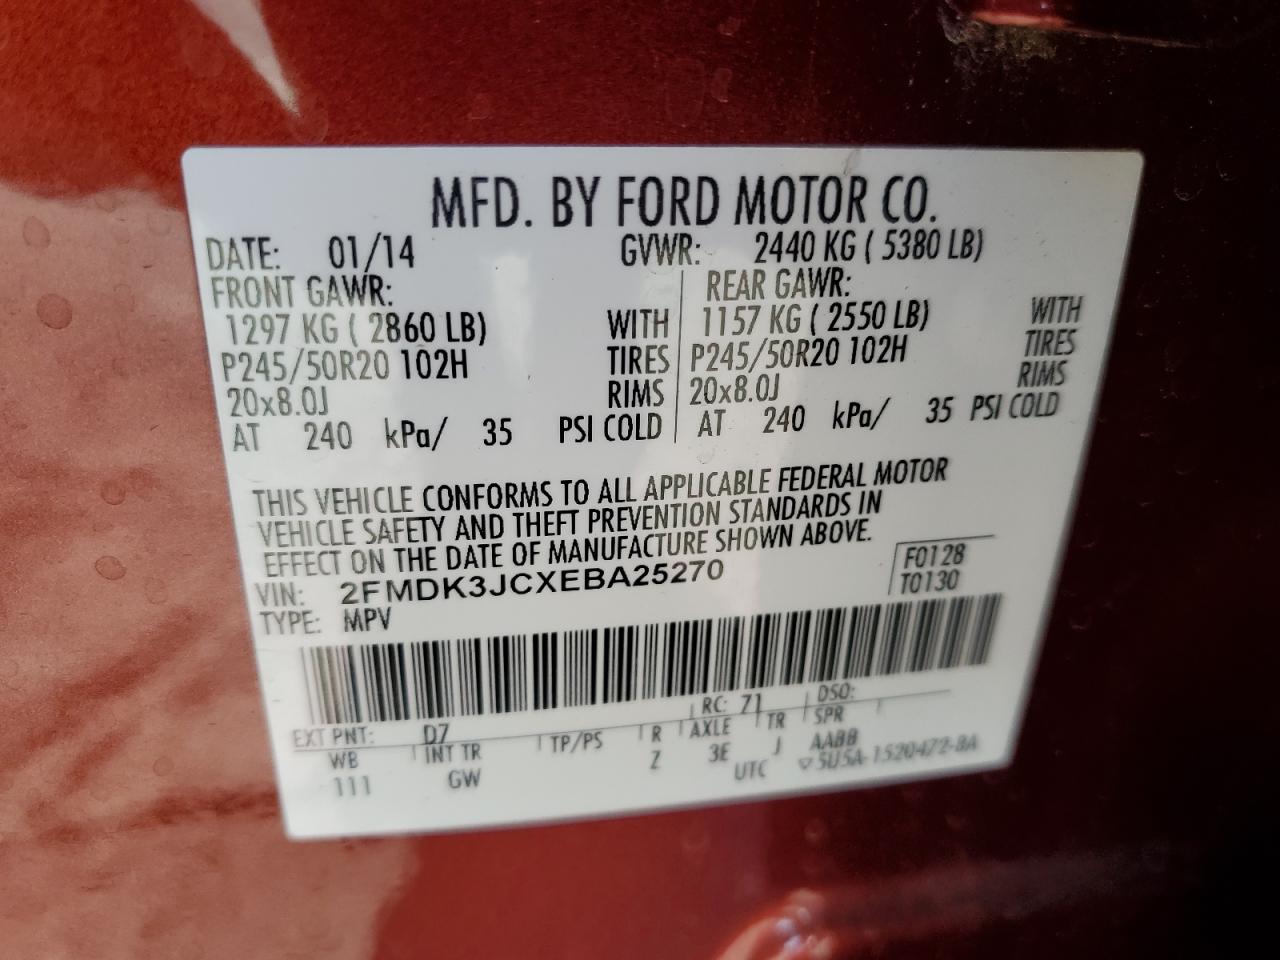 MFD. BY FORD MOTOR CO.
DATE: 01/14 GVWR: 2440 KG ( 5380 LB)
FRONT GAWR: REAR GAWR:
1297 KG ( 2860 LB) WITH 1157 KG ( 2550 LB) WITH
P245/50R20 102H TIRES P245/50R20 102H TIRES
20x8.0J RIMS 20x8.0J RIMS
AT 240 kPa/ 35 PSI COLD AT 240 kPa/ 35 PSI COLD
THIS VEHICLE CONFORMS TO ALL APPLICABLE FEDERAL MOTOR
VEHICLE SAFETY AND THEFT PREVENTION STANDARDS IN
EFFECT ON THE DATE OF MANUFACTURE SHOWN ABOVE.
F0128
VIN: 2FMDK3JCXEBA25270 T0130
TYPE: MPV
EXT PNT: D7 RC: 71 DSO:
WB INT TR TP/PS R AXLE TR SPR
111 GW Z 3E J AABB
UTC ▽5U5A-1520472-BA